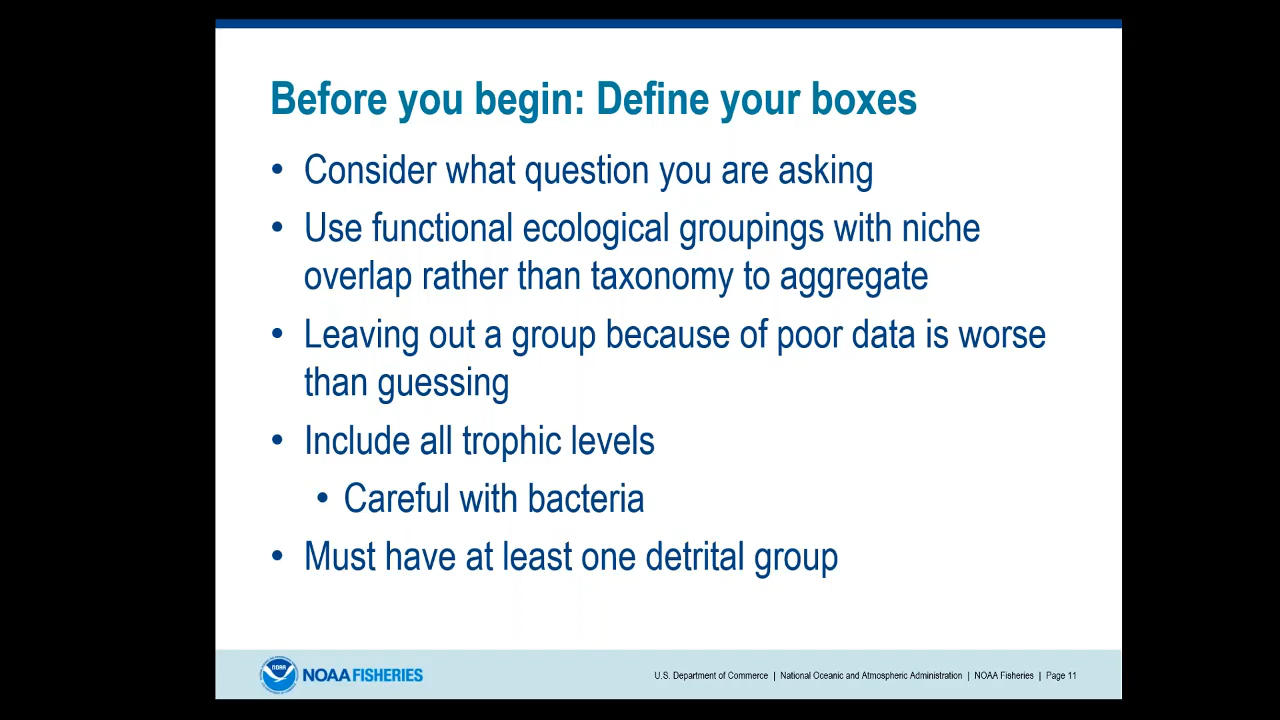 Before you begin: Define your boxes
• Consider what question you are asking
• Use functional ecological groupings with niche
overlap rather than taxonomy to aggregate
• Leaving out a group because of poor data is worse
than guessing
• Include all trophic levels
• Careful with bacteria
• Must have at least one detrital group
NOAA
NOAA FISHERIES
U.S. Department of Commerce | National Oceanic and Atmospheric Administration | NOAA Fisheries | Page 11